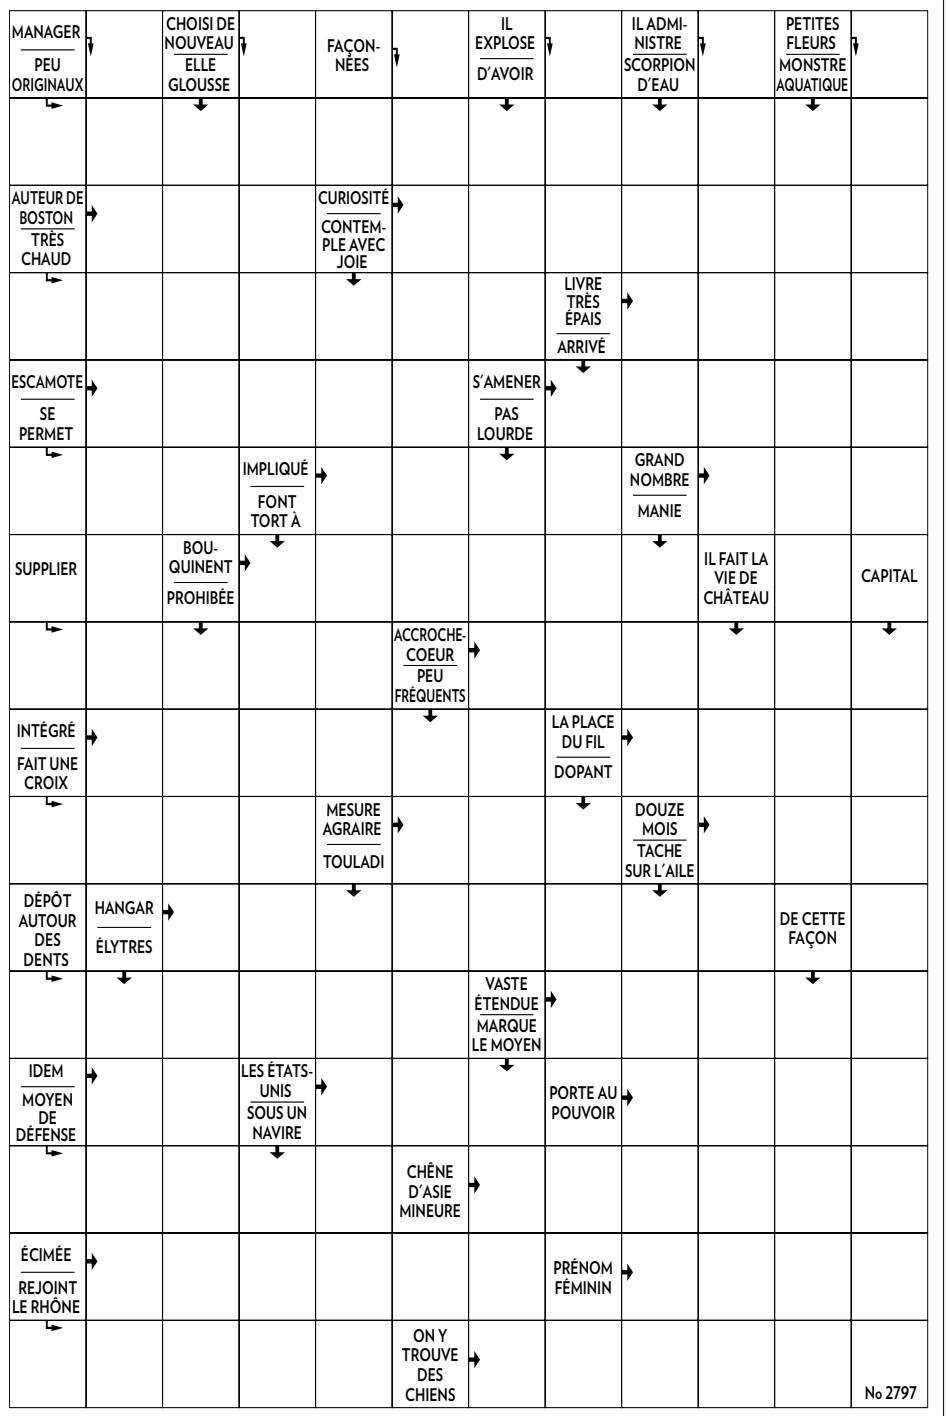 MANAGER
PEU
ORIGINAUX
CHOISI DE
NOUVEAU
ELLE
GLOUSSE
FAÇON-
NÉES
IL
EXPLOSE
D'AVOIR
IL ADMI-
NISTRE
SCORPION
D'EAU
PETITES
FLEURS
MONSTRE
AQUATIQUE
AUTEUR DE
BOSTON
TRÈS
CHAUD
CURIOSITÉ
CONTEM-
PLE AVEC
JOIE
LIVRE
TRÈS
ÉPAIS
ARRIVÉ
ESCAMOTE
SE
PERMET
S'AMENER
PAS
LOURDE
IMPLIQUÉ
FONT
TORT À
GRAND
NOMBRE
MANIE
SUPPLIER
BOU-
QUINENT
PROHIBÉE
IL FAIT LA
VIE DE
CHÂTEAU
CAPITAL
ACCROCHE-
COEUR
PEU
FRÉQUENTS
INTÉGRÉ
FAIT UNE
CROIX
LA PLACE
DU FIL
DOPANT
MESURE
AGRAIRE
TOULADI
DOUZE
MOIS
TACHE
SUR L'AILE
DÉPÔT
AUTOUR
DES
DENTS
HANGAR
ÉLYTRES
DE CETTE
FAÇON
VASTE
ÉTENDUE
MARQUE
LE MOYEN
IDEM
MOYEN
DE
DÉFENSE
LES ÉTATS-
UNIS
SOUS UN
NAVIRE
PORTE AU
POUVOIR
CHÊNE
D'ASIE
MINEURE
ÉCIMÉE
REJOINT
LE RHÔNE
PRÉNOM
FÉMININ
ON Y
TROUVE
DES
CHIENS
No 2797